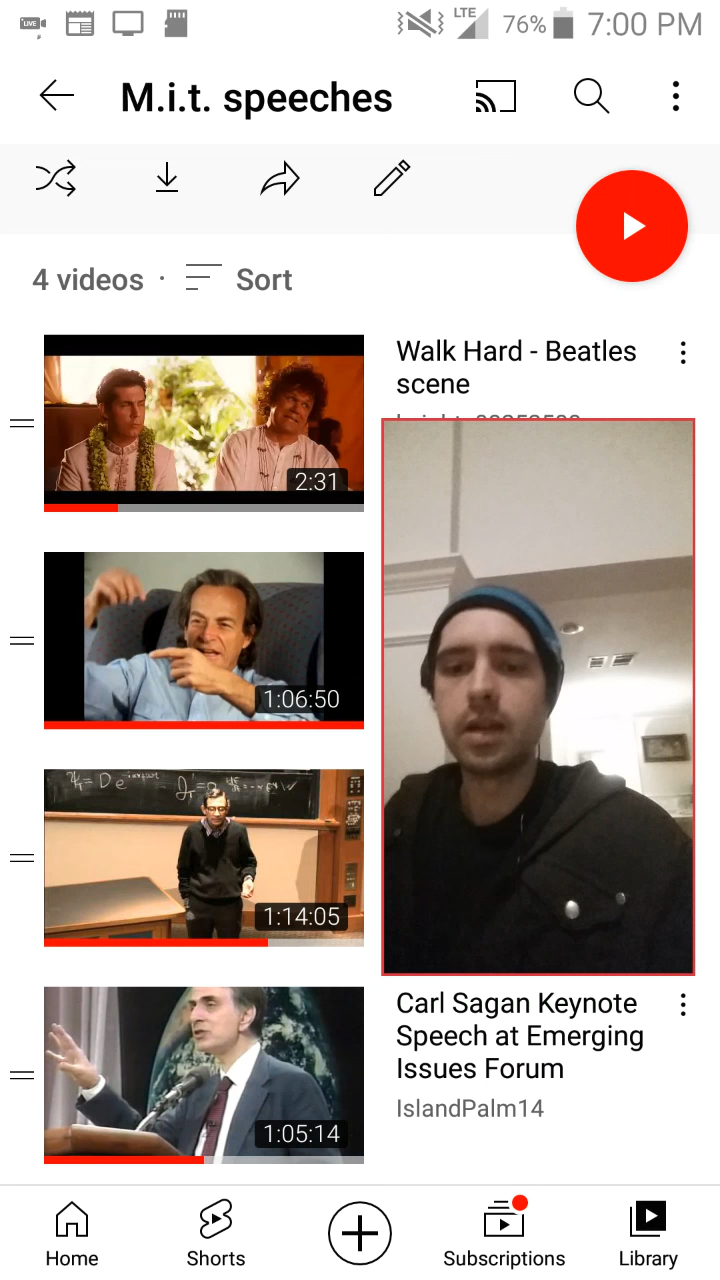 LIVE
LTE
76%
7:00 PM
M.i.t. speeches
4 videos · Sort
Walk Hard - Beatles
scene
2:31
1:06:50
1:14:05
Carl Sagan Keynote
Speech at Emerging
Issues Forum
IslandPalm14
1:05:14
Home
Shorts
Subscriptions
Library